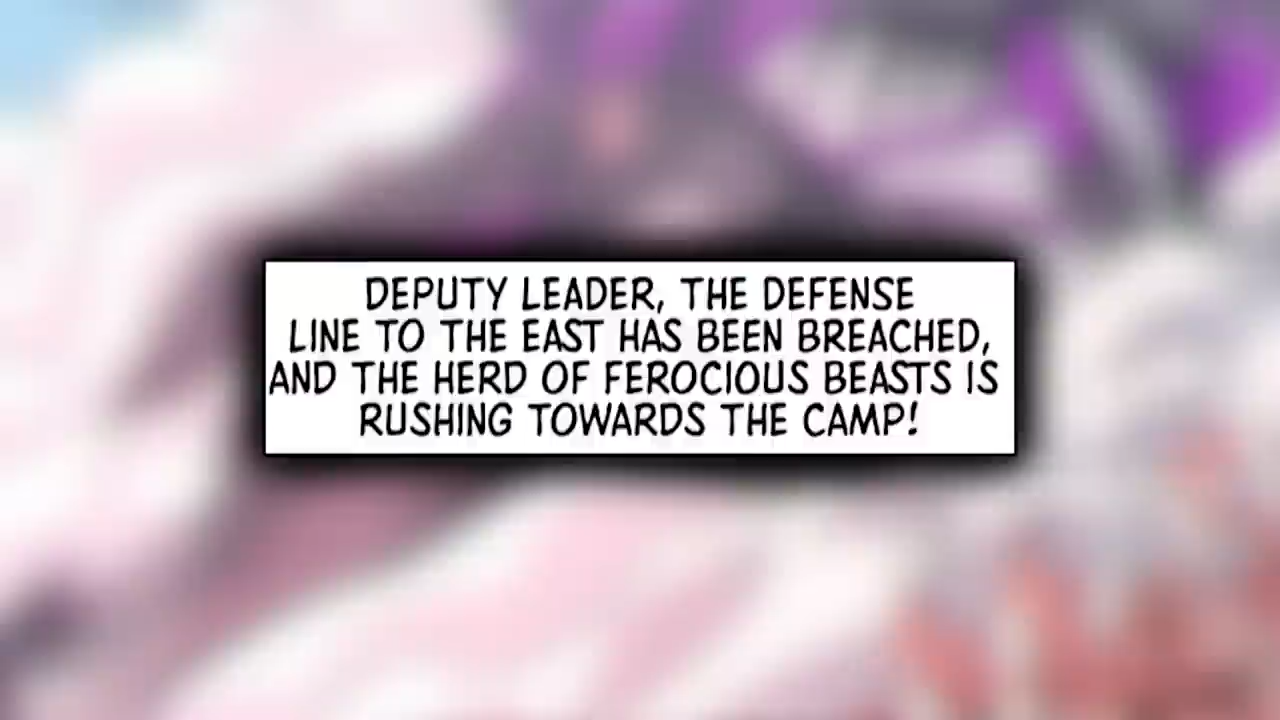 DEPUTY LEADER, THE DEFENSE
LINE TO THE EAST HAS BEEN BREACHED,
AND THE HERD OF FEROCIOUS BEASTS IS
RUSHING TOWARDS THE CAMP!